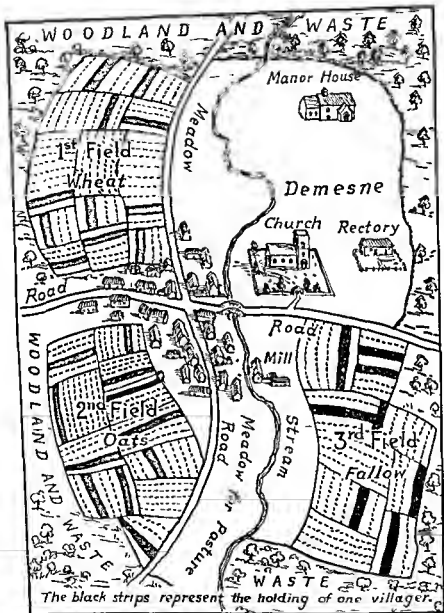 WOODLAND AND WASTE
Manor House
Meadow
1st Field
Wheat
Demesne
Church
Rectory
Road
Road
Mill
WOODLAND AND WASTE
2nd Field
Oats
Road
Meadow or Pasture
Stream
3rd Field
Fallow
WASTE
The black strips represent the holding of one villager.